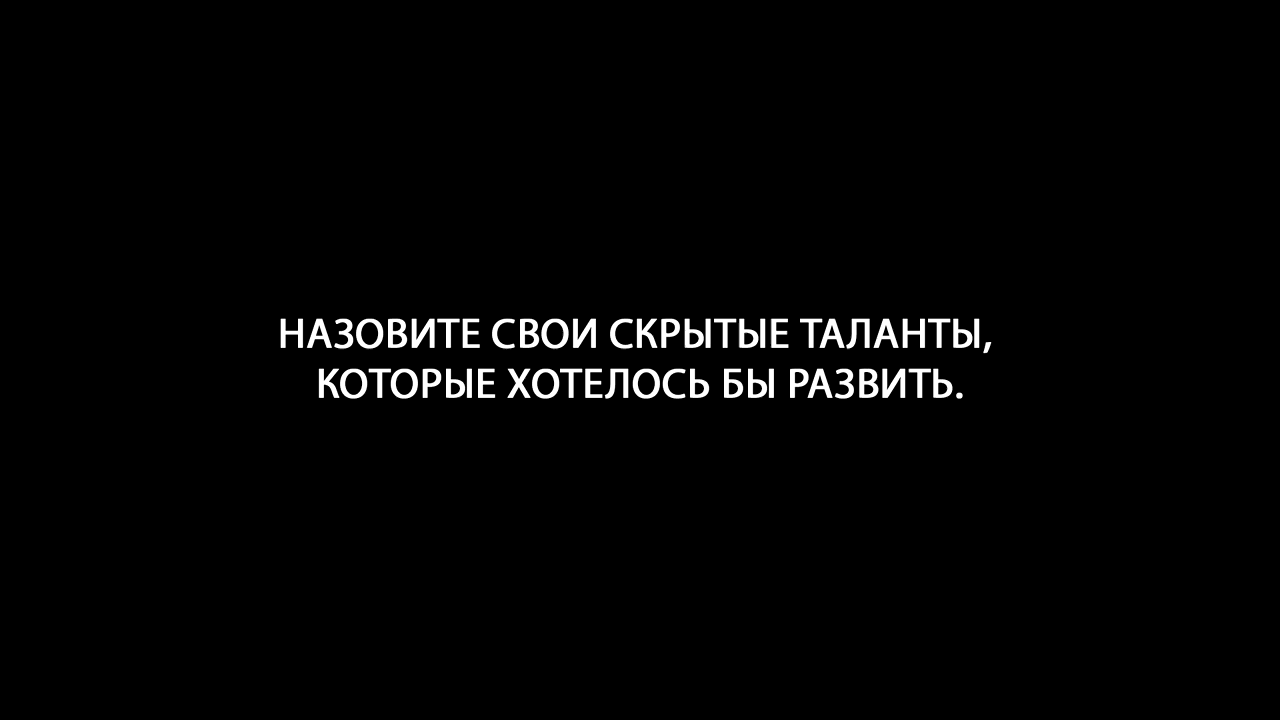 НАЗОВИТЕ СВОИ СКРЫТЫЕ ТАЛАНТЫ,
КОТОРЫЕ ХОТЕЛОСЬ БЫ РАЗВИТЬ.